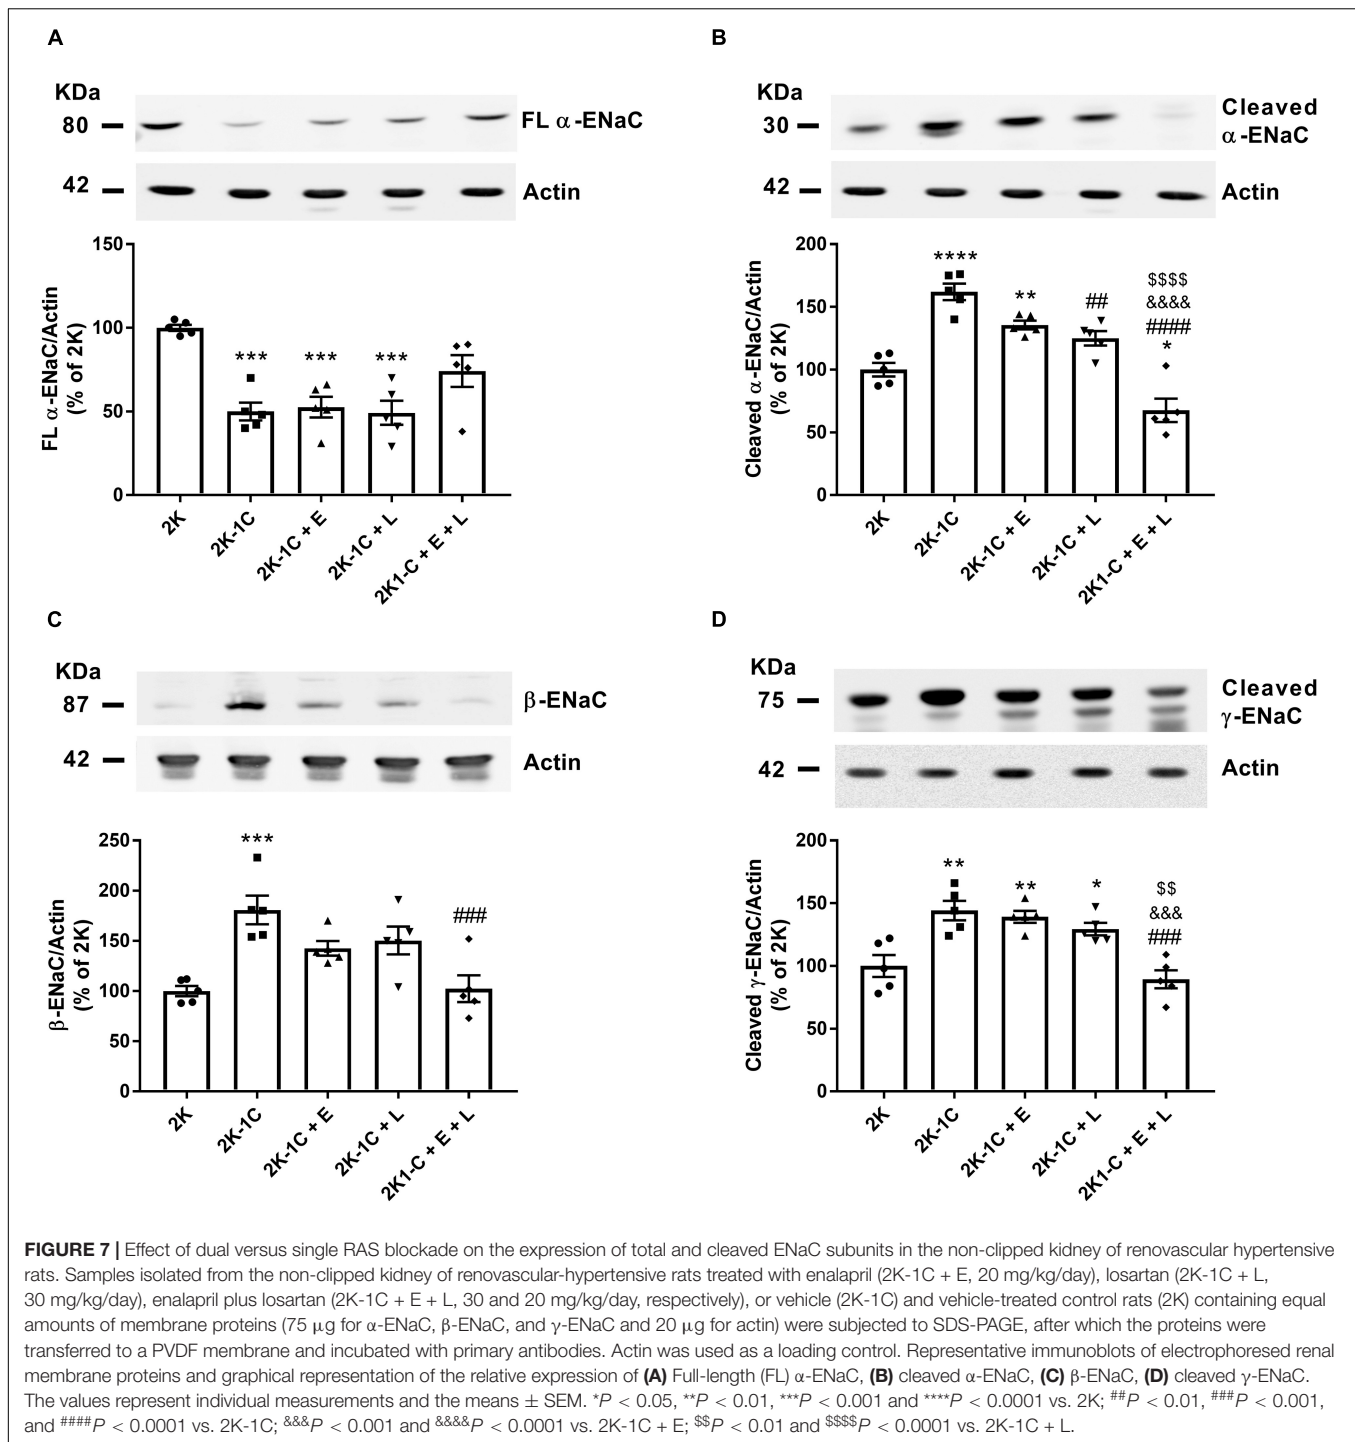 A
KDa
80
FL α-ENaC
42
Actin
FL α-ENaC/Actin
(% of 2K)
150
100
50
0
***
***
***
2K
2K-1C
2K-1C + E
2K-1C + L
2K1-C + E + L
B
KDa
30
Cleaved
α-ENaC
42
Actin
Cleaved α-ENaC/Actin
(% of 2K)
200
150
100
50
0
****
**
##
$$$$
&&&&
####
*
2K
2K-1C
2K-1C + E
2K-1C + L
2K1-C + E + L
C
KDa
87
β-ENaC
42
Actin
β-ENaC/Actin
(% of 2K)
250
200
150
100
50
0
***
###
2K
2K-1C
2K-1C + E
2K-1C + L
2K1-C + E + L
D
KDa
75
Cleaved
γ-ENaC
42
Actin
Cleaved γ-ENaC/Actin
(% of 2K)
200
150
100
50
0
**
**
*
$$
&&&
###
2K
2K-1C
2K-1C + E
2K-1C + L
2K1-C + E + L
FIGURE 7 | Effect of dual versus single RAS blockade on the expression of total and cleaved ENaC subunits in the non-clipped kidney of renovascular hypertensive
rats. Samples isolated from the non-clipped kidney of renovascular-hypertensive rats treated with enalapril (2K-1C + E, 20 mg/kg/day), losartan (2K-1C + L,
30 mg/kg/day), enalapril plus losartan (2K-1C + E + L, 30 and 20 mg/kg/day, respectively), or vehicle (2K-1C) and vehicle-treated control rats (2K) containing equal
amounts of membrane proteins (75 μg for α-ENaC, β-ENaC, and γ-ENaC and 20 μg for actin) were subjected to SDS-PAGE, after which the proteins were
transferred to a PVDF membrane and incubated with primary antibodies. Actin was used as a loading control. Representative immunoblots of electrophoresed renal
membrane proteins and graphical representation of the relative expression of (A) Full-length (FL) α-ENaC, (B) cleaved α-ENaC, (C) β-ENaC, (D) cleaved γ-ENaC.
The values represent individual measurements and the means ± SEM. *P < 0.05, **P < 0.01, ***P < 0.001 and ****P < 0.0001 vs. 2K; ##P < 0.01, ###P < 0.001,
and ####P < 0.0001 vs. 2K-1C; &&&P < 0.001 and &&&&P < 0.0001 vs. 2K-1C + E; $$P < 0.01 and $$$$P < 0.0001 vs. 2K-1C + L.